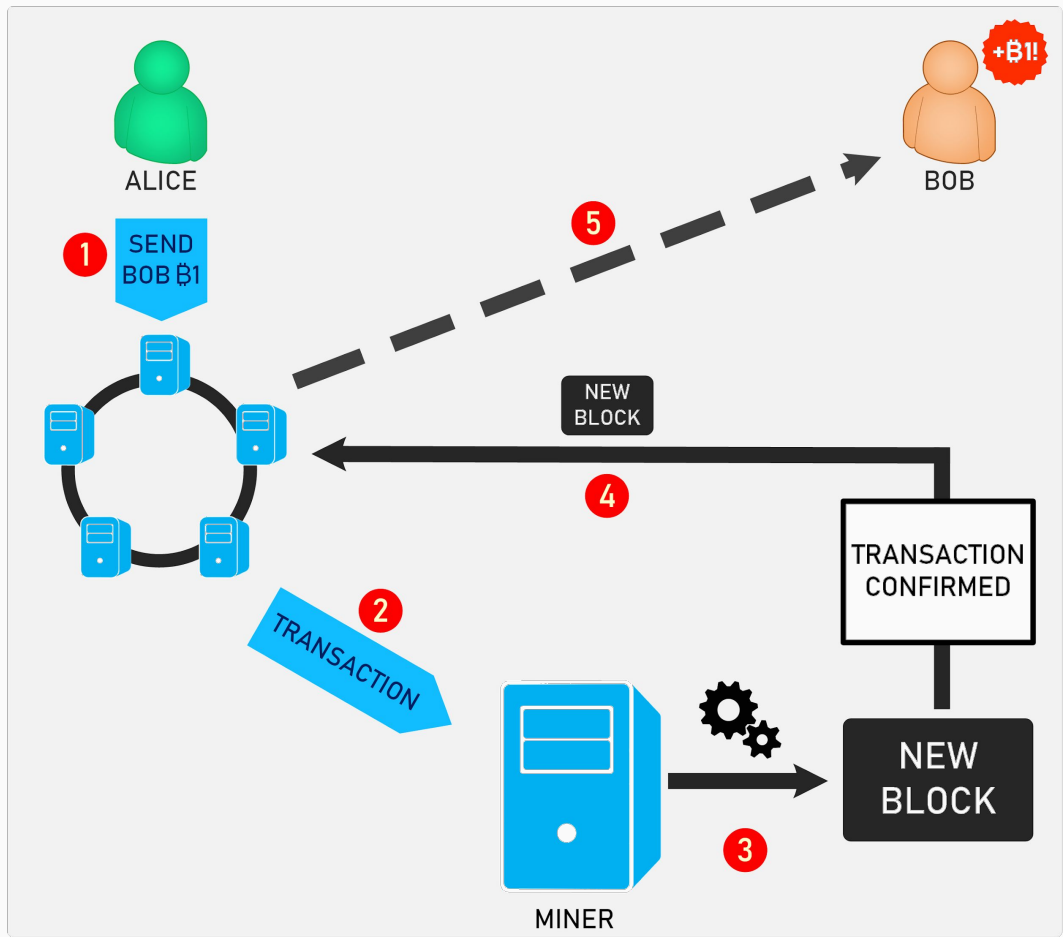 ALICE
BOB
+₿1!
1
SEND
BOB ₿1
5
NEW
BLOCK
4
TRANSACTION
CONFIRMED
2
TRANSACTION
NEW
BLOCK
3
MINER